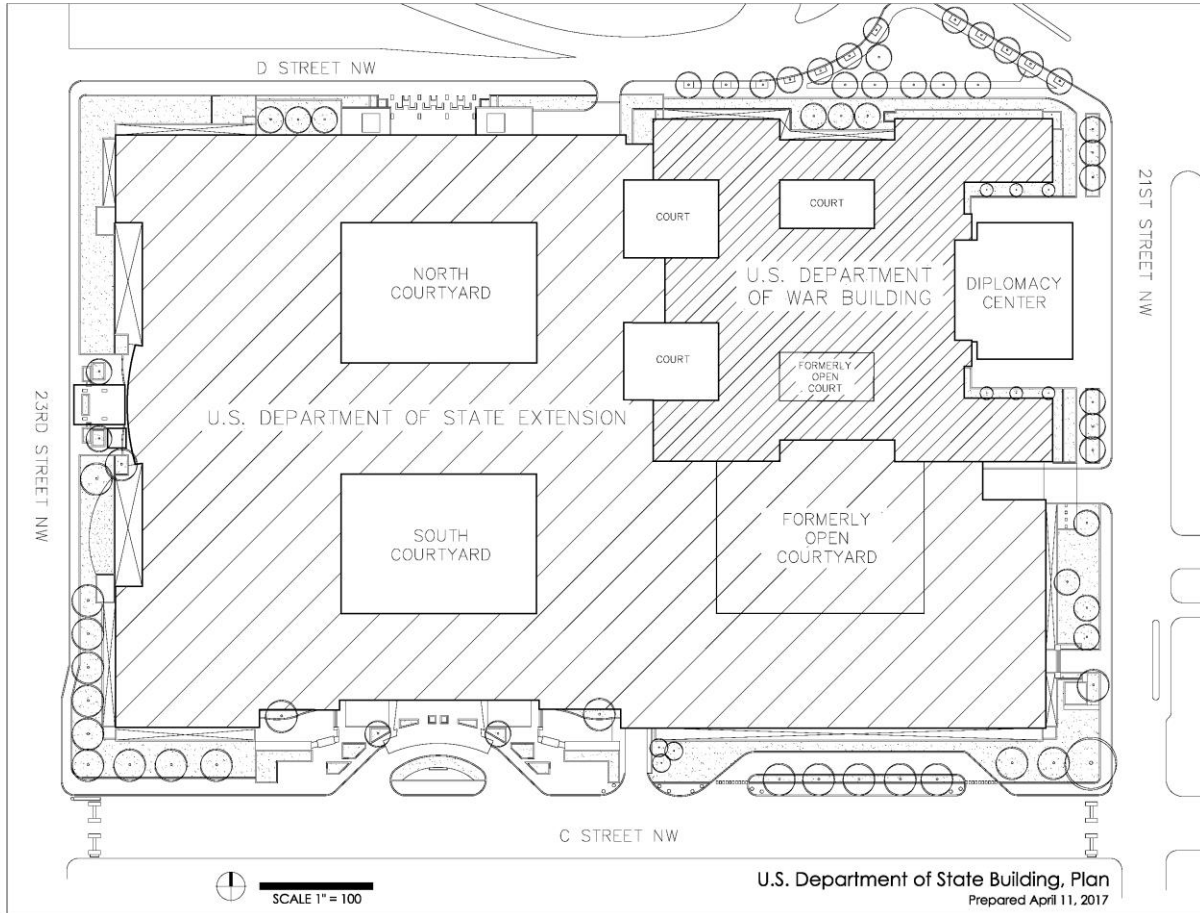 D STREET NW
COURT
COURT
21ST STREET NW
NORTH
COURTYARD
U.S. DEPARTMENT
OF WAR BUILDING
DIPLOMACY
CENTER
COURT
FORMERLY
OPEN
COURT
23RD STREET NW
U.S. DEPARTMENT OF STATE EXTENSION
SOUTH
COURTYARD
FORMERLY
OPEN
COURTYARD
C STREET NW
SCALE 1" = 100
U.S. Department of State Building, Plan
Prepared April 11, 2017